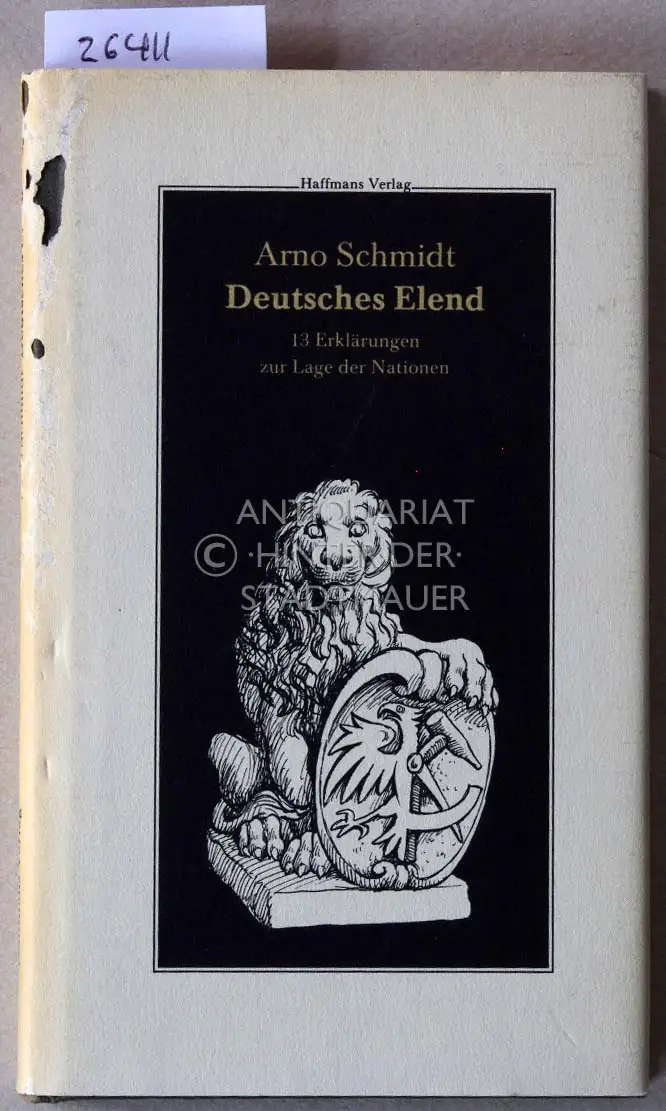 26411
Haffmans Verlag
Arno Schmidt
Deutsches Elend
13 Erklärungen
zur Lage der Nationen
ANTIQUARIAT
© ·HINTER·DER·
STADTMAUER